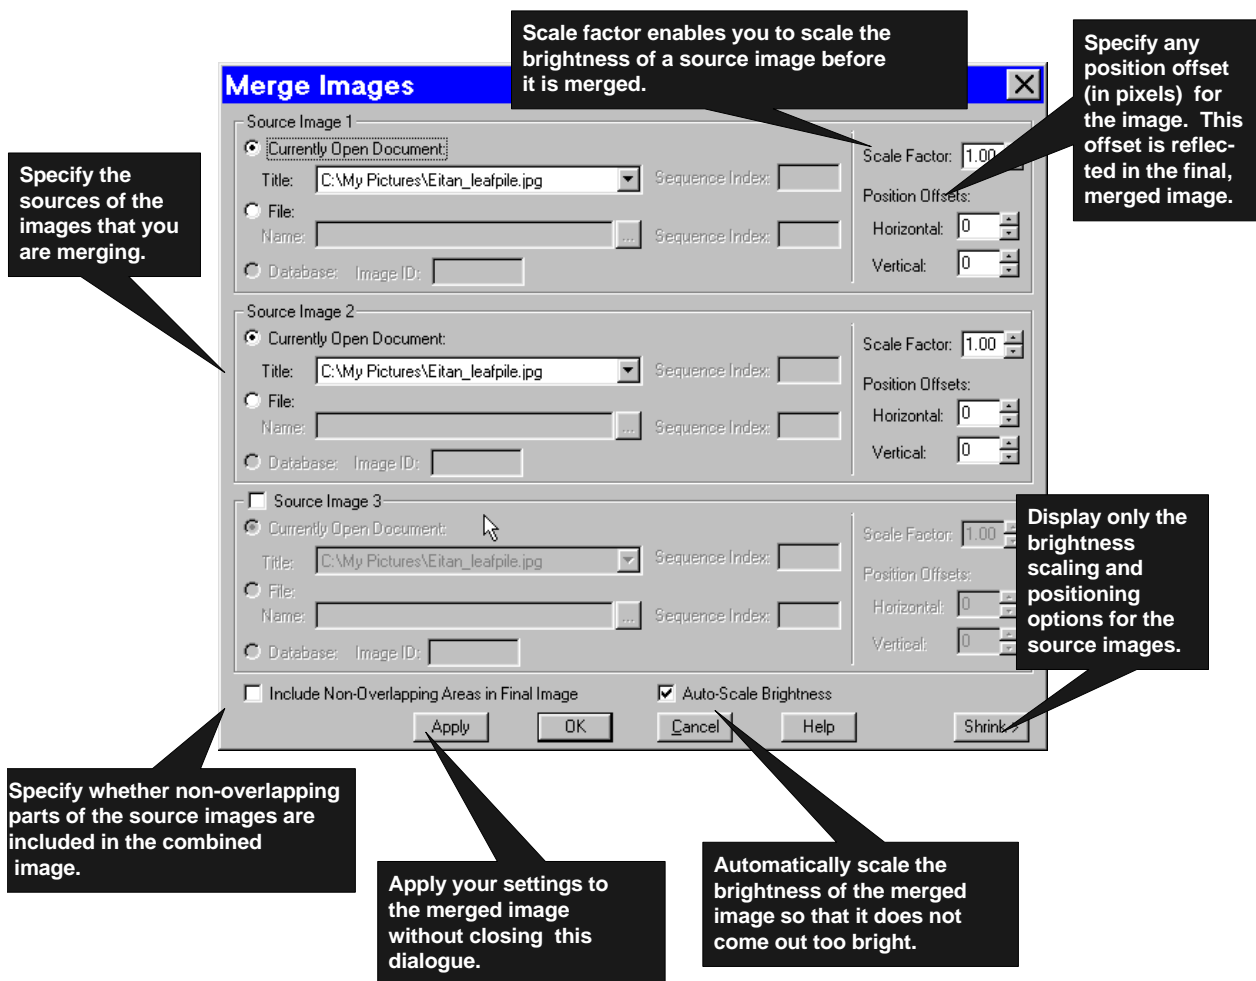 Scale factor enables you to scale the
brightness of a source image before
it is merged.
Specify any
position offset
(in pixels) for
the image. This
offset is reflec-
ted in the final,
merged image.
Specify the
sources of the
images that you
are merging.
Merge Images
Source Image 1
Currently Open Document:
Title: C:\My Pictures\Eitan_leafpile.jpg Sequence Index:
File:
Name: ... Sequence Index:
Database: Image ID:
Scale Factor: 1.00
Position Offsets:
Horizontal: 0
Vertical: 0
Source Image 2
Currently Open Document:
Title: C:\My Pictures\Eitan_leafpile.jpg Sequence Index:
File:
Name: ... Sequence Index:
Database: Image ID:
Scale Factor: 1.00
Position Offsets:
Horizontal: 0
Vertical: 0
Source Image 3
Currently Open Document:
Title: C:\My Pictures\Eitan_leafpile.jpg Sequence Index:
File:
Name: ... Sequence Index:
Database: Image ID:
Scale Factor: 1.00
Position Offsets:
Horizontal: 0
Vertical: 0
Include Non-Overlapping Areas in Final Image
Auto-Scale Brightness
Apply OK Cancel Help Shrink >
Display only the
brightness
scaling and
positioning
options for the
source images.
Specify whether non-overlapping
parts of the source images are
included in the combined
image.
Apply your settings to
the merged image
without closing this
dialogue.
Automatically scale the
brightness of the merged
image so that it does not
come out too bright.